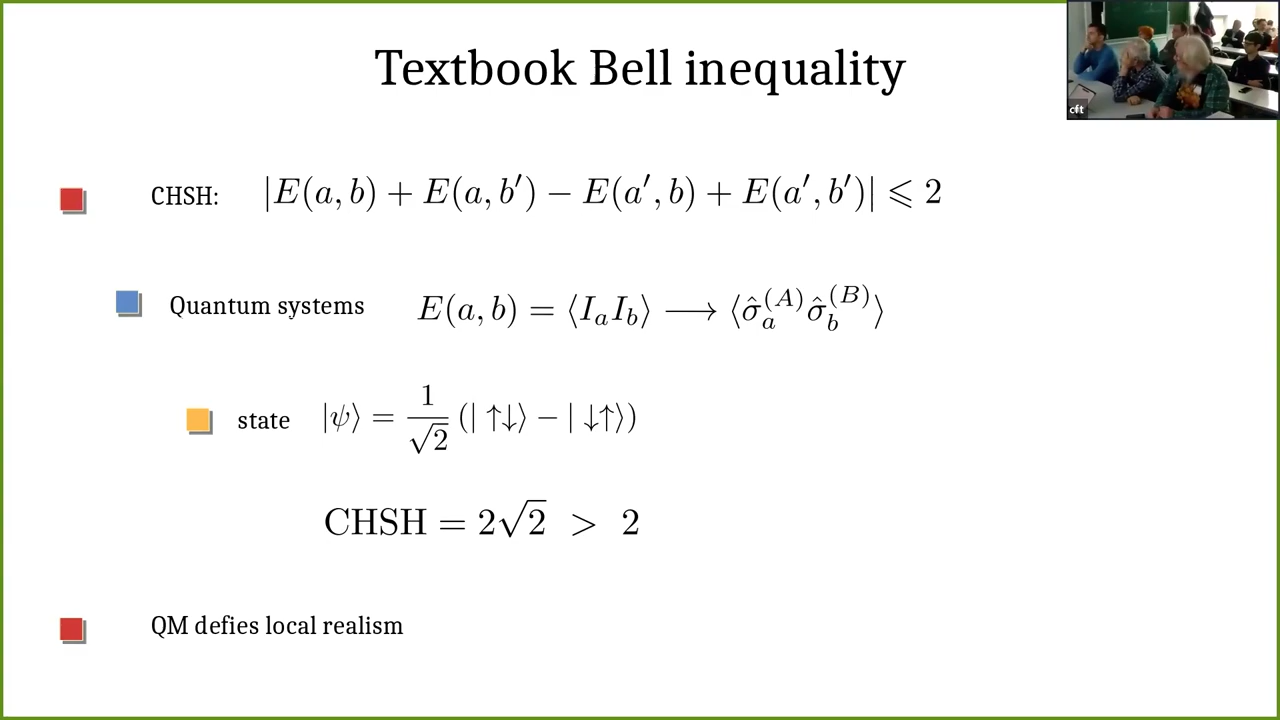 Textbook Bell inequality
cft
CHSH: |E(a, b) + E(a, b′) − E(a′, b) + E(a′, b′)| ⩽ 2
Quantum systems E(a, b) = ⟨I_a I_b⟩ ⟶ ⟨σ̂_a^{(A)} σ̂_b^{(B)}⟩
state |ψ⟩ = 1/√2 (| ↑↓⟩ − | ↓↑⟩)
CHSH = 2√2 > 2
QM defies local realism